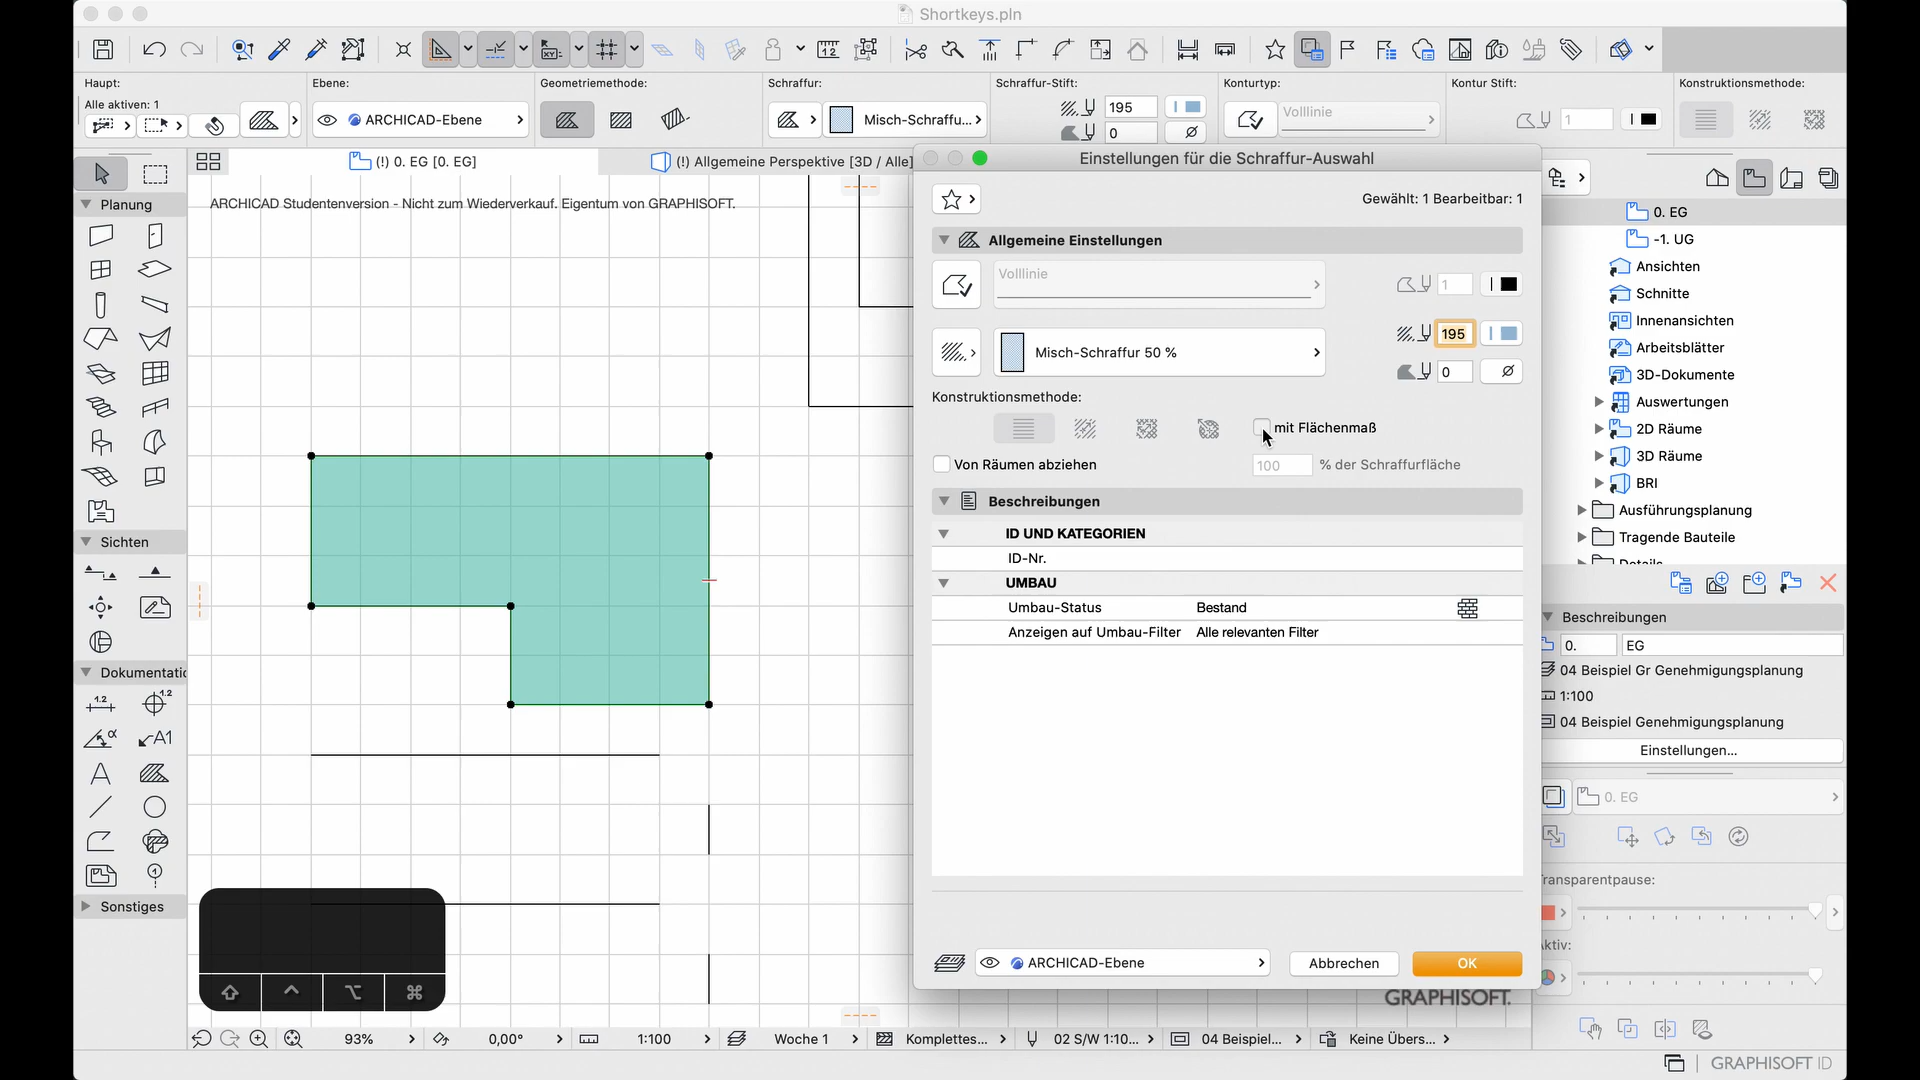 Shortkeys.pln
Haupt:
Ebene:
Geometriemethode:
Schraffur:
Schraffur-Stift:
Konturtyp:
Kontur Stift:
Konstruktionsmethode:
Alle aktiven: 1
ARCHICAD-Ebene
Misch-Schraffu...
195
0
Volllinie
1
(!) 0. EG [0. EG]
(!) Allgemeine Perspektive [3D / Alle]
ARCHICAD Studentenversion - Nicht zum Wiederverkauf. Eigentum von GRAPHISOFT.
Planung
Sichten
Dokumentatic
Sonstiges
Einstellungen für die Schraffur-Auswahl
Gewählt: 1 Bearbeitbar: 1
Allgemeine Einstellungen
Volllinie
1
Misch-Schraffur 50 %
195
0
Konstruktionsmethode:
mit Flächenmaß
Von Räumen abziehen
100
% der Schraffurfläche
Beschreibungen
ID UND KATEGORIEN
ID-Nr.
UMBAU
Umbau-Status
Bestand
Anzeigen auf Umbau-Filter
Alle relevanten Filter
ARCHICAD-Ebene
Abbrechen
OK
GRAPHISOFT.
0. EG
-1. UG
Ansichten
Schnitte
Innenansichten
Arbeitsblätter
3D-Dokumente
Auswertungen
2D Räume
3D Räume
BRI
Ausführungsplanung
Tragende Bauteile
Details
Beschreibungen
0.
EG
04 Beispiel Gr Genehmigungsplanung
1:100
04 Beispiel Genehmigungsplanung
Einstellungen...
0. EG
ransparentpause:
ktiv:
93%
0,00°
1:100
Woche 1
Komplettes...
02 S/W 1:10...
04 Beispiel...
Keine Übers...
GRAPHISOFT ID